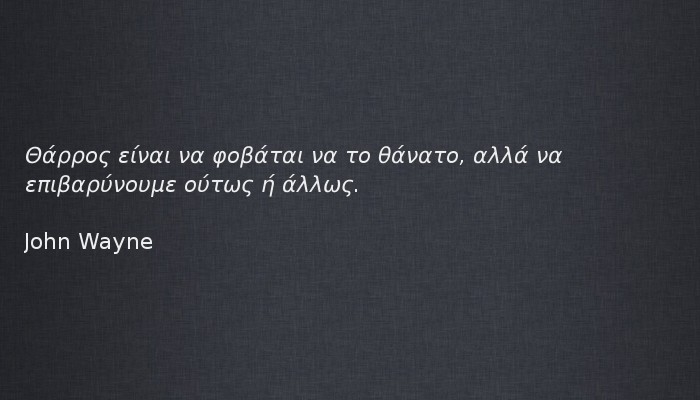 Θάρρος είναι να φοβάται να το θάνατο, αλλά να
επιβαρύνουμε ούτως ή άλλως.
John Wayne